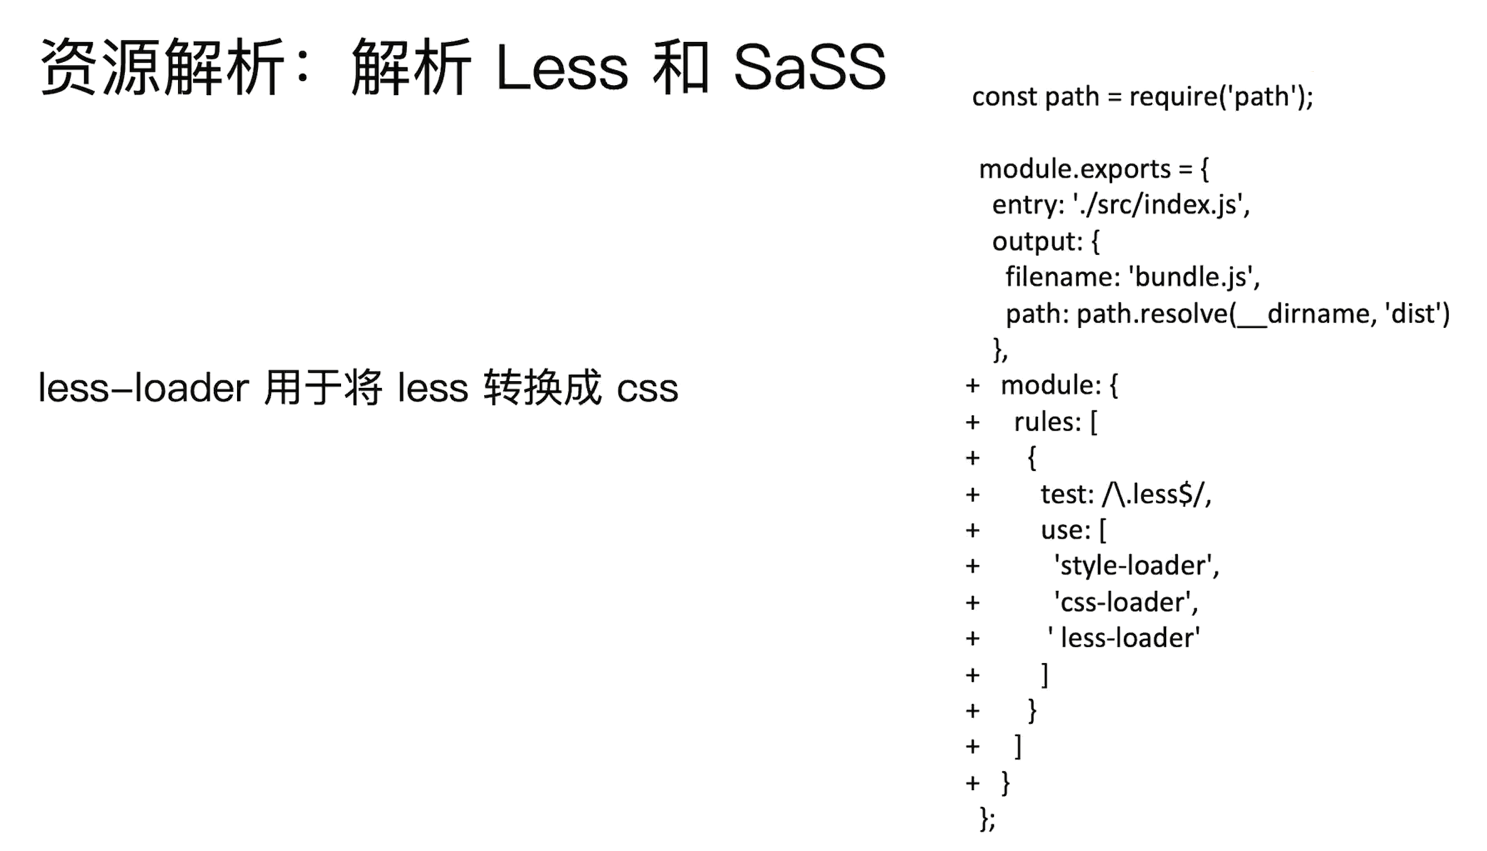 资源解析：解析 Less 和 SaSS
less-loader 用于将 less 转换成 css
const path = require('path');
module.exports = {
entry: './src/index.js',
output: {
filename: 'bundle.js',
path: path.resolve(__dirname, 'dist')
},
+ module: {
+ rules: [
+ {
+ test: /\.less$/,
+ use: [
+ 'style-loader',
+ 'css-loader',
+ ' less-loader'
+ ]
+ }
+ ]
+ }
};